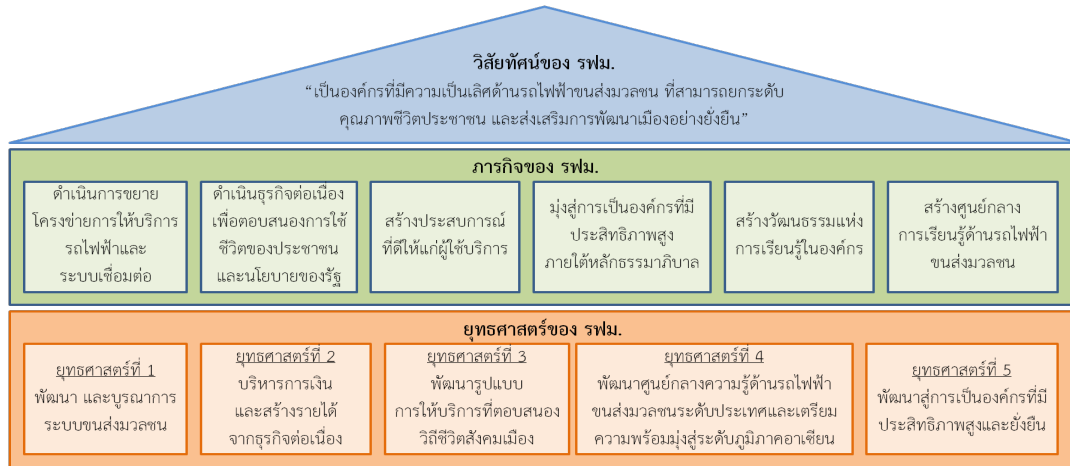 วิสัยทัศน์ของ รฟม.
“เป็นองค์กรที่มีความเป็นเลิศด้านรถไฟฟ้าขนส่งมวลชน ที่สามารถยกระดับ
คุณภาพชีวิตประชาชน และส่งเสริมการพัฒนาเมืองอย่างยั่งยืน”
ภารกิจของ รฟม.
ดำเนินการขยาย
โครงข่ายการให้บริการ
รถไฟฟ้าและ
ระบบเชื่อมต่อ
ดำเนินธุรกิจต่อเนื่อง
เพื่อตอบสนองการใช้
ชีวิตของประชาชน
และนโยบายของรัฐ
สร้างประสบการณ์
ที่ดีให้แก่ผู้ใช้บริการ
มุ่งสู่การเป็นองค์กรที่มี
ประสิทธิภาพสูง
ภายใต้หลักธรรมาภิบาล
สร้างวัฒนธรรมแห่ง
การเรียนรู้ในองค์กร
สร้างศูนย์กลาง
การเรียนรู้ด้านรถไฟฟ้า
ขนส่งมวลชน
ยุทธศาสตร์ของ รฟม.
ยุทธศาสตร์ที่ 1
พัฒนา และบูรณาการ
ระบบขนส่งมวลชน
ยุทธศาสตร์ที่ 2
บริหารการเงิน
และสร้างรายได้
จากธุรกิจต่อเนื่อง
ยุทธศาสตร์ที่ 3
พัฒนารูปแบบ
การให้บริการที่ตอบสนอง
วิถีชีวิตสังคมเมือง
ยุทธศาสตร์ที่ 4
พัฒนาศูนย์กลางความรู้ด้านรถไฟฟ้า
ขนส่งมวลชนระดับประเทศและเตรียม
ความพร้อมมุ่งสู่ระดับภูมิภาคอาเซียน
ยุทธศาสตร์ที่ 5
พัฒนาสู่การเป็นองค์กรที่มี
ประสิทธิภาพสูงและยั่งยืน